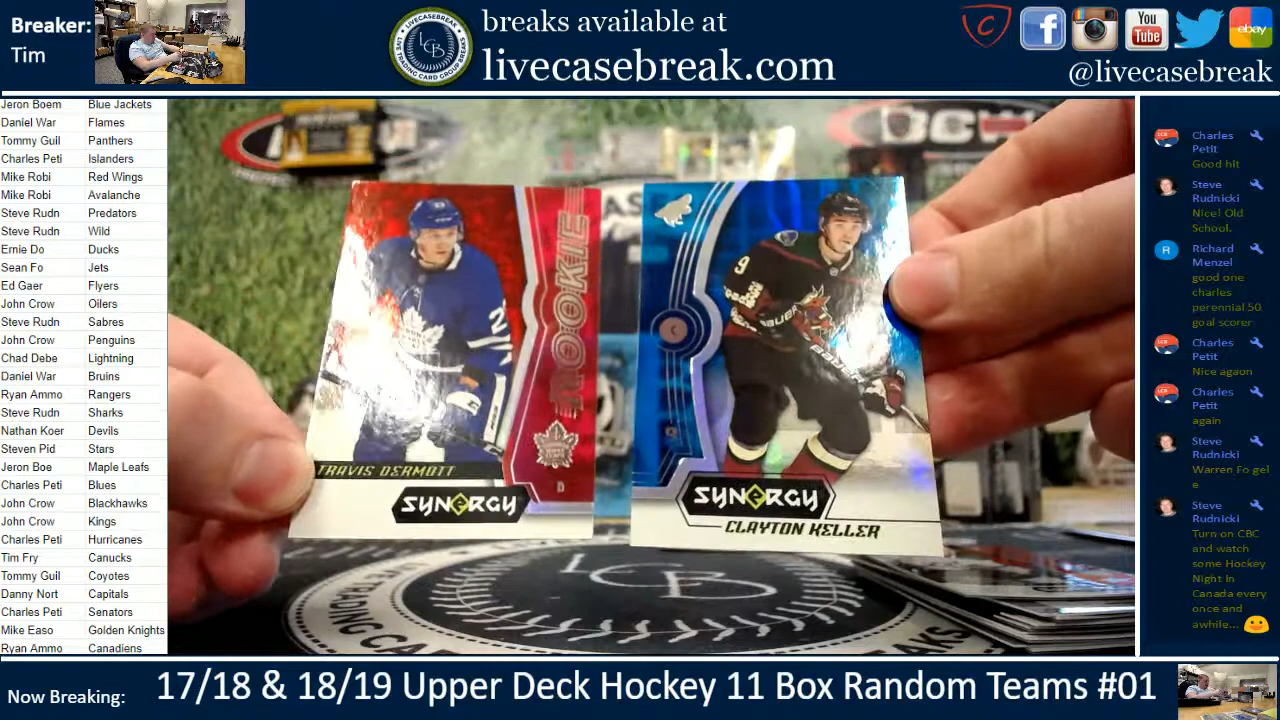 Breaker:
Tim
LCB
breaks available at
livecasebreak.com
You
Tube
ebay
@livecasebreak
Jeron Boem Blue Jackets
Daniel War Flames
Tommy Guil Panthers
Charles Peti Islanders
Mike Robi Red Wings
Mike Robi Avalanche
Steve Rudn Predators
Steve Rudn Wild
Ernie Do Ducks
Sean Fo Jets
Ed Gaer Flyers
John Crow Oilers
Steve Rudn Sabres
John Crow Penguins
Chad Debe Lightning
Daniel War Bruins
Ryan Ammo Rangers
Steve Rudn Sharks
Nathan Koer Devils
Steven Pid Stars
Jeron Boe Maple Leafs
Charles Peti Blues
John Crow Blackhawks
John Crow Kings
Charles Peti Hurricanes
Tim Fry Canucks
Tommy Guil Coyotes
Danny Nort Capitals
Charles Peti Senators
Mike Easo Golden Knights
Ryan Ammo Canadiens
ROOKIE
TRAVIS DERMOTT
D
SYNERGY
9
C
SYNERGY
CLAYTON KELLER
LCB
Charles
Petit
Good hit
Steve
Rudnicki
Nice! Old
School.
R
Richard
Menzel
good one
charles
perennial 50
goal scorer
Charles
Petit
Nice agaon
Charles
Petit
again
Steve
Rudnicki
Warren Fo gel
e
Steve
Rudnicki
Turn on CBC
and watch
some Hockey
Night In
Canada every
once and
awhile...
Now Breaking:
17/18 & 18/19 Upper Deck Hockey 11 Box Random Teams #01